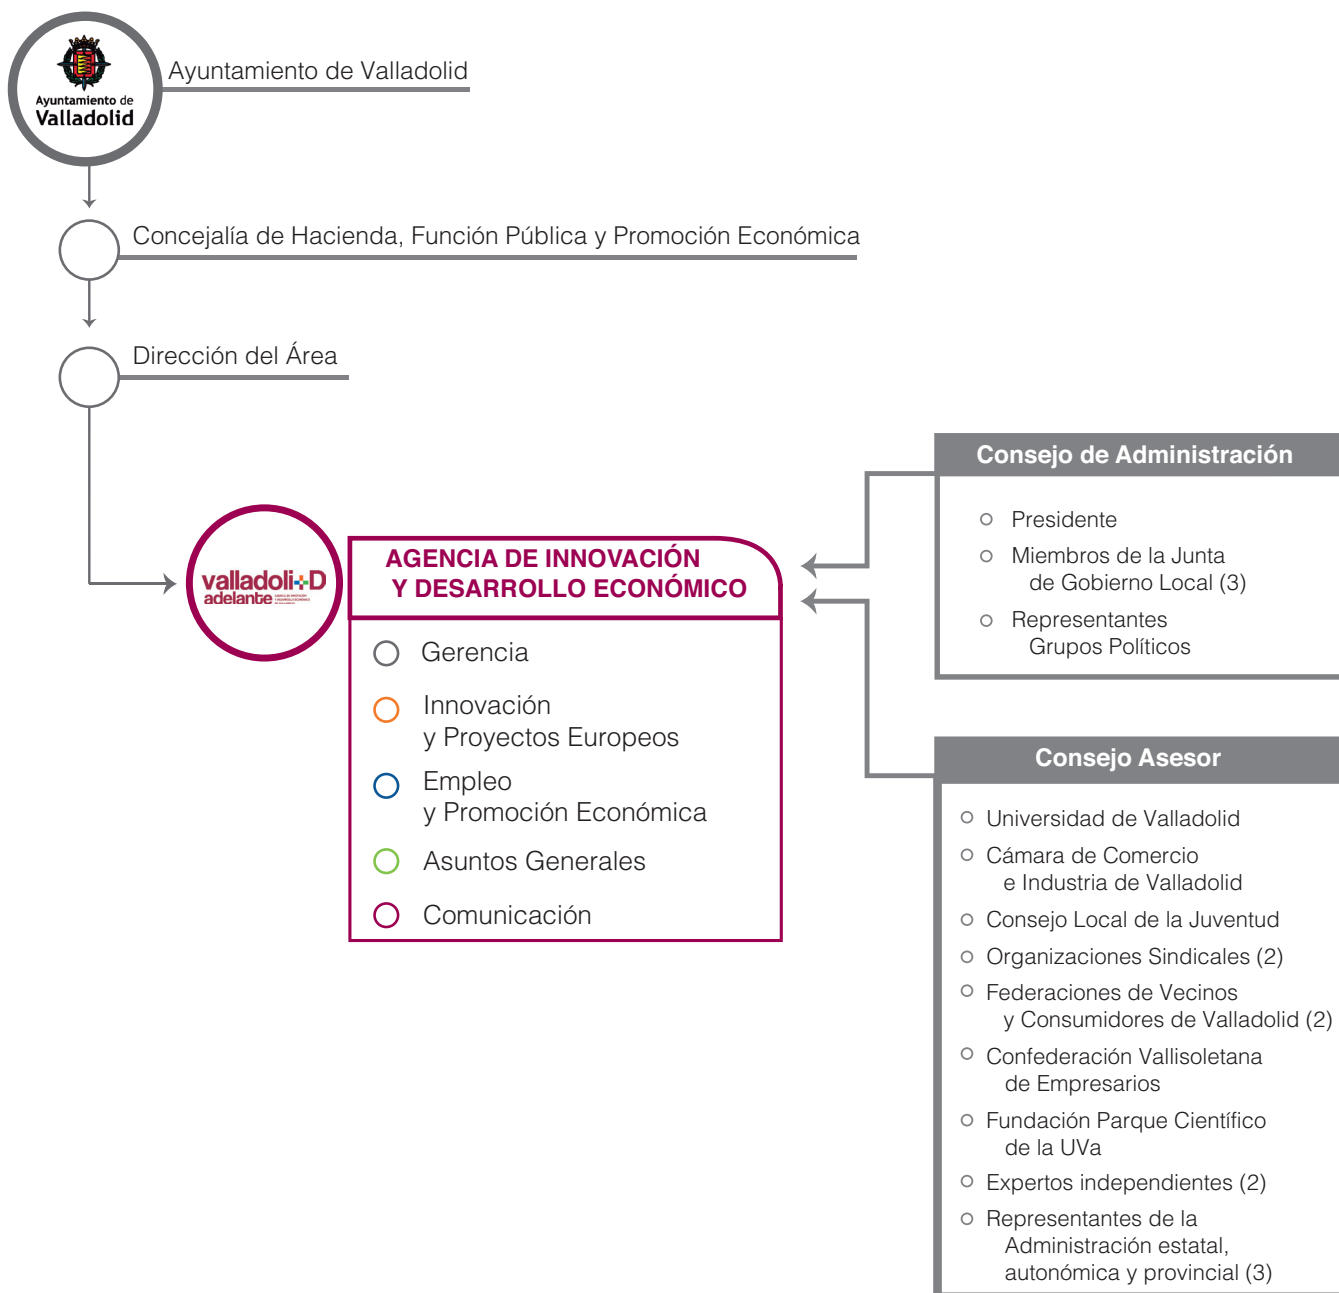 Ayuntamiento de
Valladolid
Ayuntamiento de Valladolid
Concejalía de Hacienda, Función Pública y Promoción Económica
Dirección del Área
valladoli+D
adelante
AGENCIA DE INNOVACIÓN
Y DESARROLLO ECONÓMICO
AGENCIA DE INNOVACIÓN
Y DESARROLLO ECONÓMICO
Gerencia
Innovación
y Proyectos Europeos
Empleo
y Promoción Económica
Asuntos Generales
Comunicación
Consejo de Administración
Presidente
Miembros de la Junta
de Gobierno Local (3)
Representantes
Grupos Políticos
Consejo Asesor
Universidad de Valladolid
Cámara de Comercio
e Industria de Valladolid
Consejo Local de la Juventud
Organizaciones Sindicales (2)
Federaciones de Vecinos
y Consumidores de Valladolid (2)
Confederación Vallisoletana
de Empresarios
Fundación Parque Científico
de la UVa
Expertos independientes (2)
Representantes de la
Administración estatal,
autonómica y provincial (3)